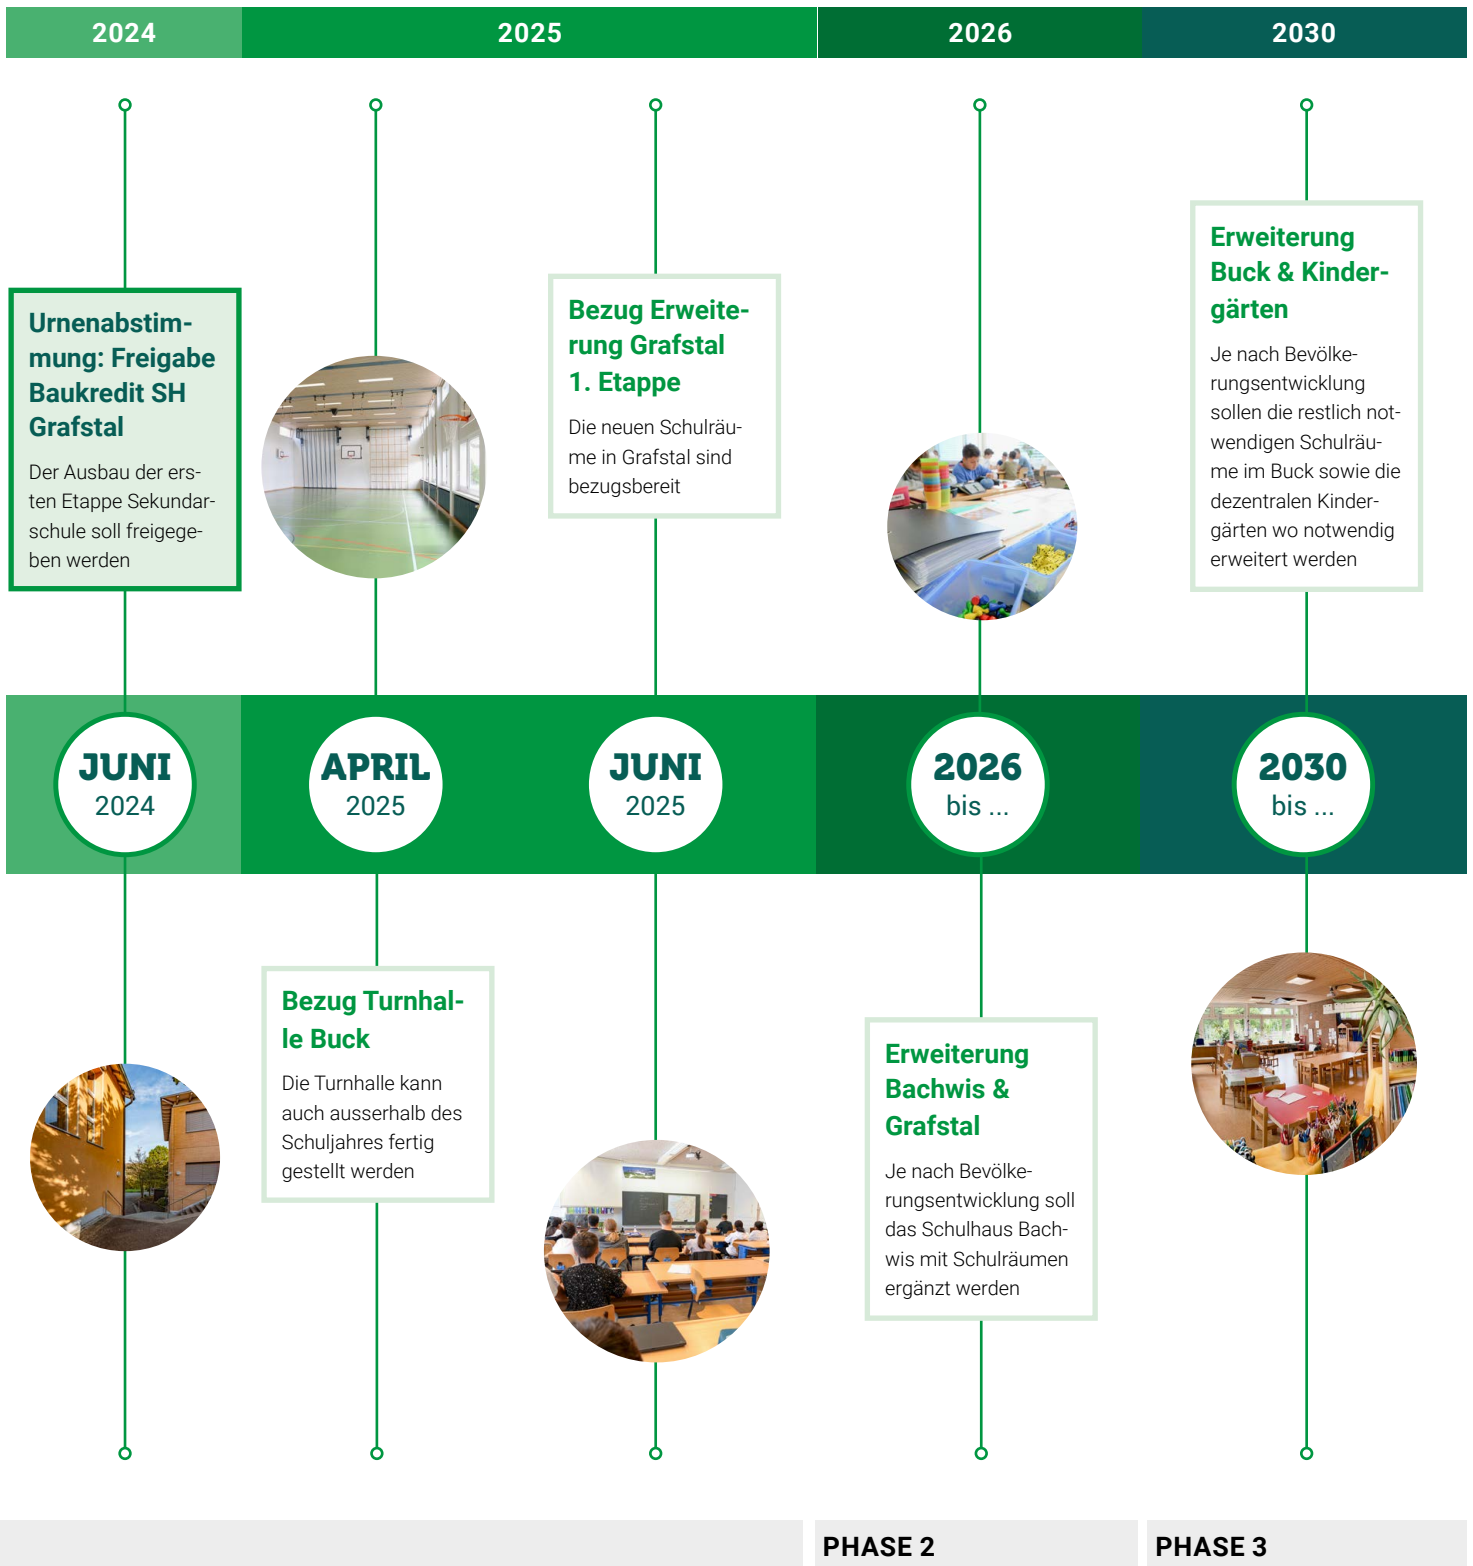 2024
2025
2026
2030
Urnenabstim-
mung: Freigabe
Baukredit SH
Grafstal
Der Ausbau der ers-
ten Etappe Sekundar-
schule soll freigege-
ben werden
Bezug Erweite-
rung Grafstal
1. Etappe
Die neuen Schulräu-
me in Grafstal sind
bezugsbereit
Erweiterung
Buck & Kinder-
gärten
Je nach Bevölke-
rungsentwicklung
sollen die restlich not-
wendigen Schulräu-
me im Buck sowie die
dezentralen Kinder-
gärten wo notwendig
erweitert werden
JUNI
2024
APRIL
2025
JUNI
2025
2026
bis ...
2030
bis ...
Bezug Turnhal-
le Buck
Die Turnhalle kann
auch ausserhalb des
Schuljahres fertig
gestellt werden
Erweiterung
Bachwis &
Grafstal
Je nach Bevölke-
rungsentwicklung soll
das Schulhaus Bach-
wis mit Schulräumen
ergänzt werden
PHASE 2
PHASE 3